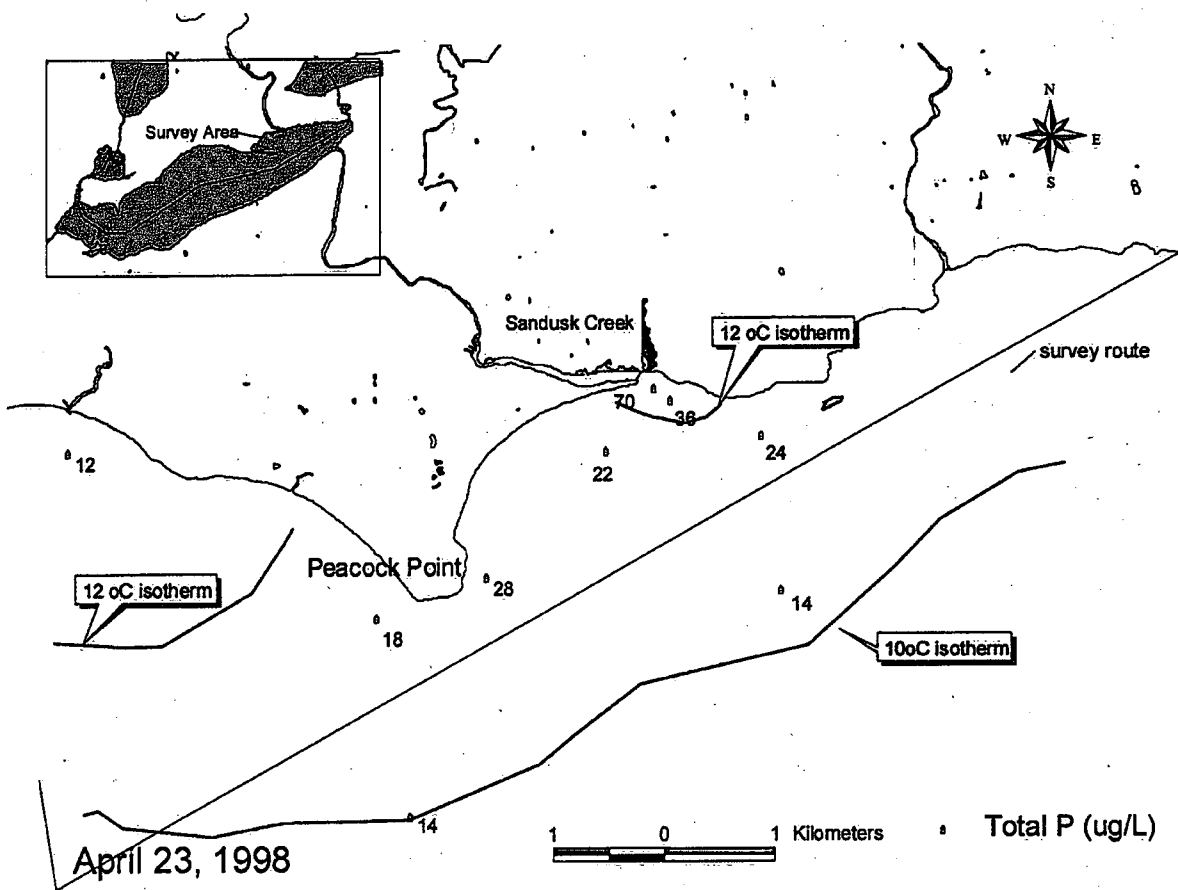 Survey Area
N
W E
S
Sandusk Creek
12 oC isotherm
survey route
70
36
12
22
24
Peacock Point
28
12 oC isotherm
18
14
10oC isotherm
14
1 0 1 Kilometers
Total P (ug/L)
April 23, 1998